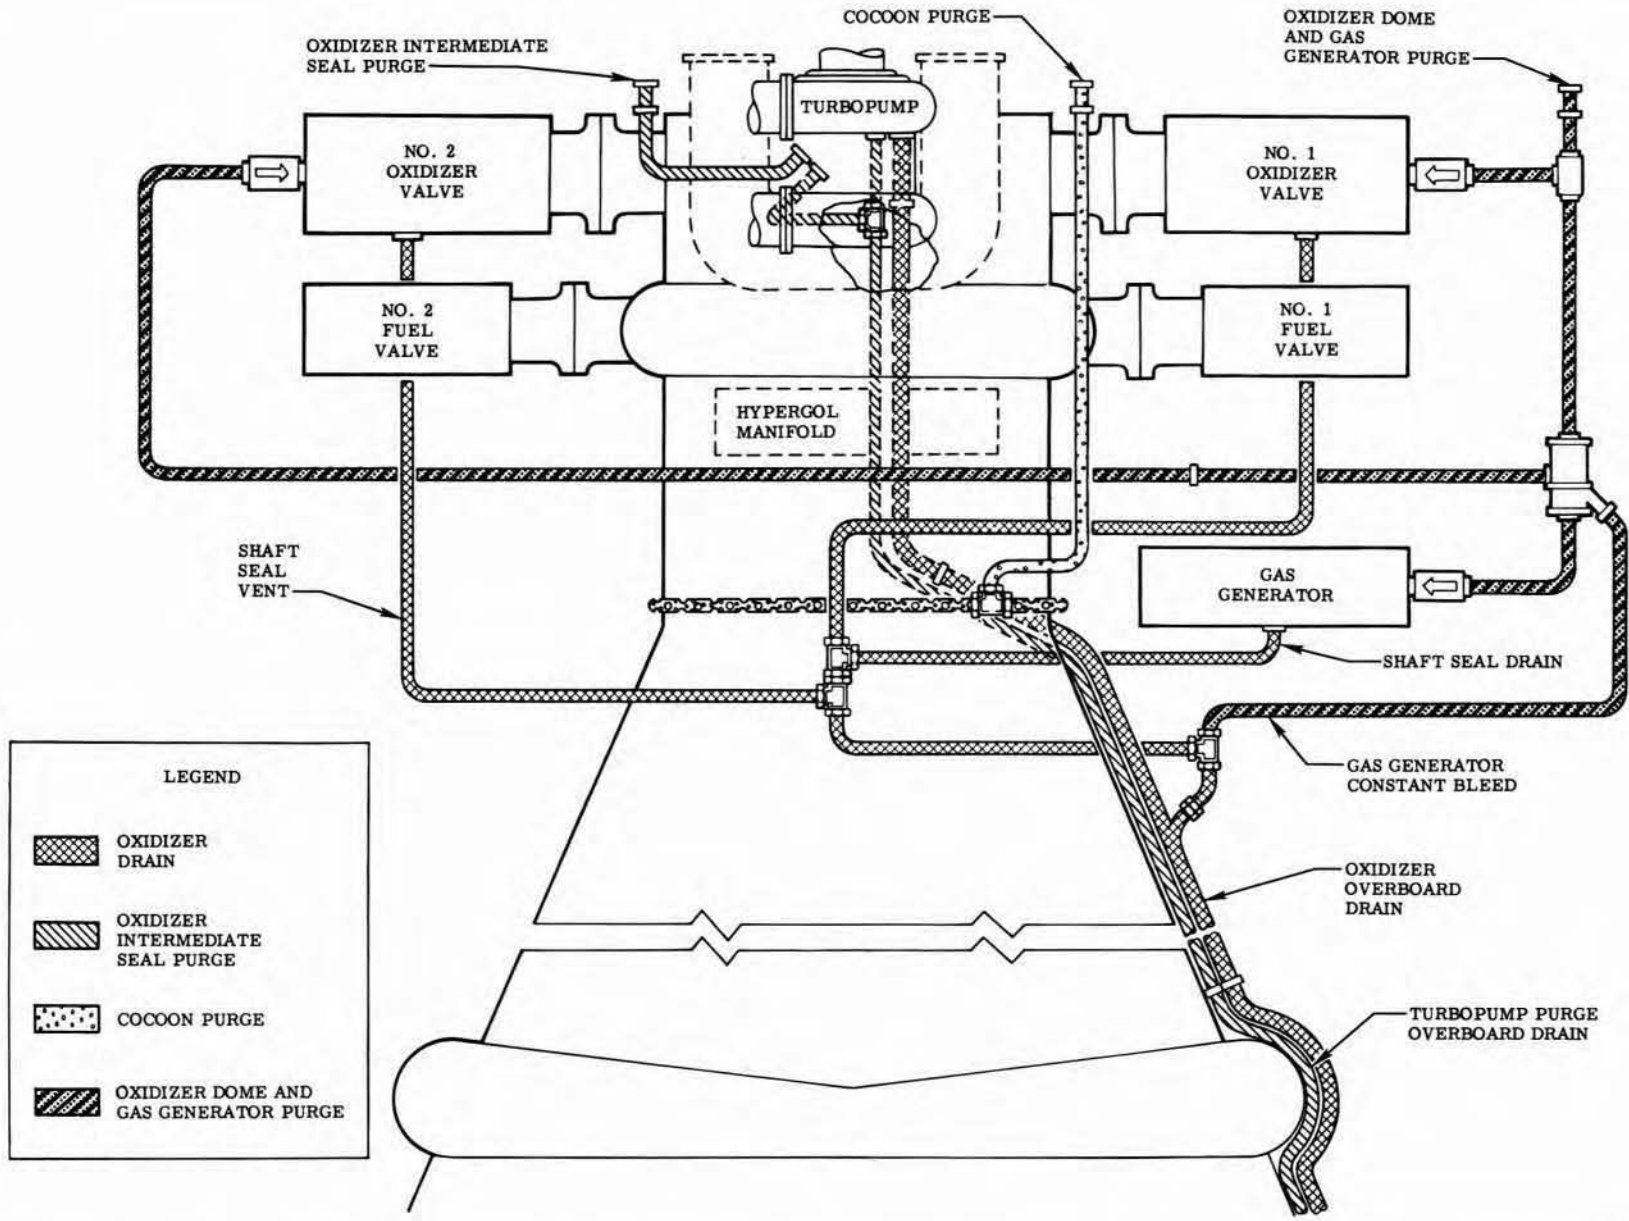 COCOON PURGE
OXIDIZER DOME
AND GAS
GENERATOR PURGE
OXIDIZER INTERMEDIATE
SEAL PURGE
TURBOPUMP
NO. 2
OXIDIZER
VALVE
NO. 1
OXIDIZER
VALVE
NO. 2
FUEL
VALVE
NO. 1
FUEL
VALVE
HYPERGOL
MANIFOLD
SHAFT
SEAL
VENT
GAS
GENERATOR
SHAFT SEAL DRAIN
GAS GENERATOR
CONSTANT BLEED
LEGEND
OXIDIZER
DRAIN
OXIDIZER
INTERMEDIATE
SEAL PURGE
COCOON PURGE
OXIDIZER DOME AND
GAS GENERATOR PURGE
OXIDIZER
OVERBOARD
DRAIN
TURBOPUMP PURGE
OVERBOARD DRAIN